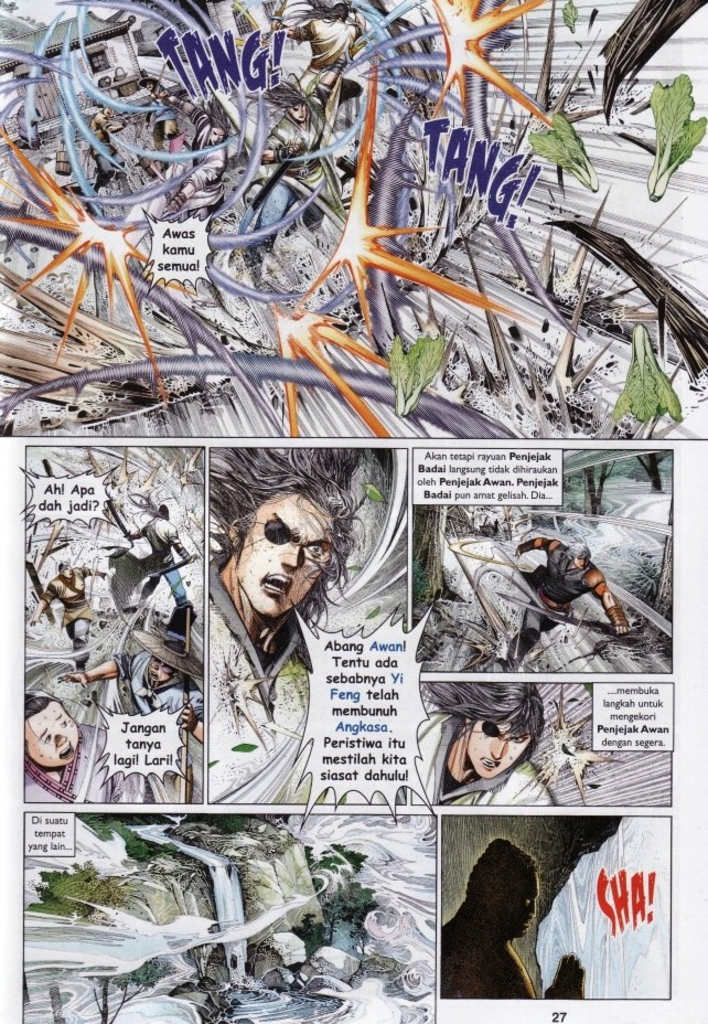 TANG!
TANG!
Awas
kamu
semua!
Ah! Apa
dah jadi?
Jangan
tanya
lagi! Lari!
Abang Awan!
Tentu ada
sebabnya Yi
Feng telah
membunuh
Angkasa.
Peristiwa itu
mestilah kita
siasat dahulu!
Akan tetapi rayuan Penjejak
Badai langsung tidak dihiraukan
oleh Penjejak Awan. Penjejak
Badai pun amat gelisah. Dia...
....membuka
langkah untuk
mengekori
Penjejak Awan
dengan segera.
Di suatu
tempat
yang lain...
SHA!
27